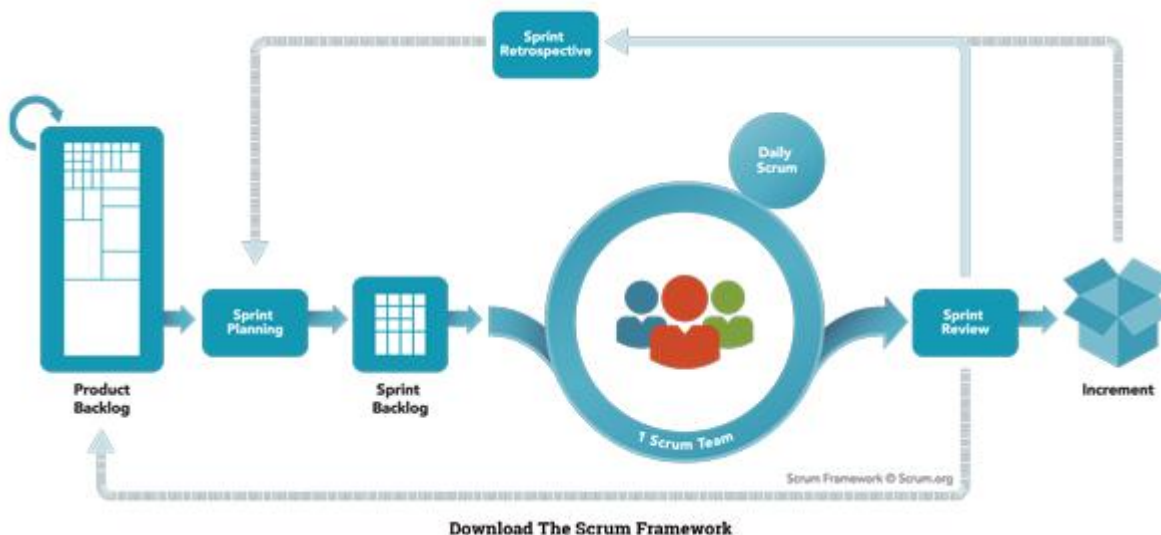 Sprint
Retrospective
Daily
Scrum
Sprint
Planning
Sprint
Review
Product
Backlog
Sprint
Backlog
Increment
1 Scrum Team
Scrum Framework © Scrum.org
Download The Scrum Framework